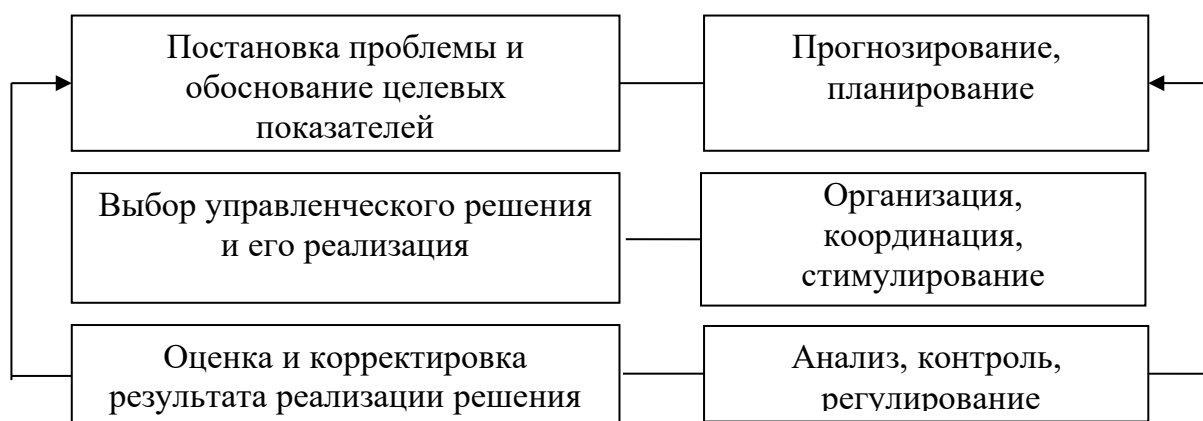 Постановка проблемы и
обоснование целевых
показателей
Прогнозирование,
планирование
Выбор управленческого решения
и его реализация
Организация,
координация,
стимулирование
Оценка и корректировка
результата реализации решения
Анализ, контроль,
регулирование